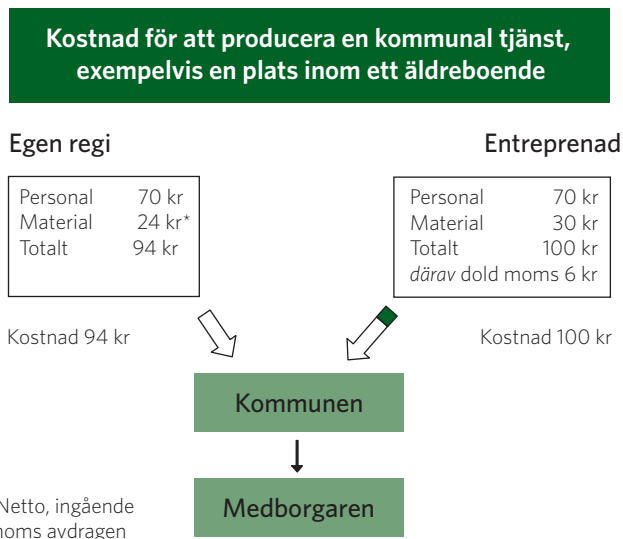 Kostnad för att producera en kommunal tjänst,
exempelvis en plats inom ett äldreboende
Egen regi
Personal 70 kr
Material 24 kr*
Totalt 94 kr
Kostnad 94 kr
Entreprenad
Personal 70 kr
Material 30 kr
Totalt 100 kr
därav dold moms 6 kr
Kostnad 100 kr
Kommunen
Medborgaren
Netto, ingående
moms avdragen